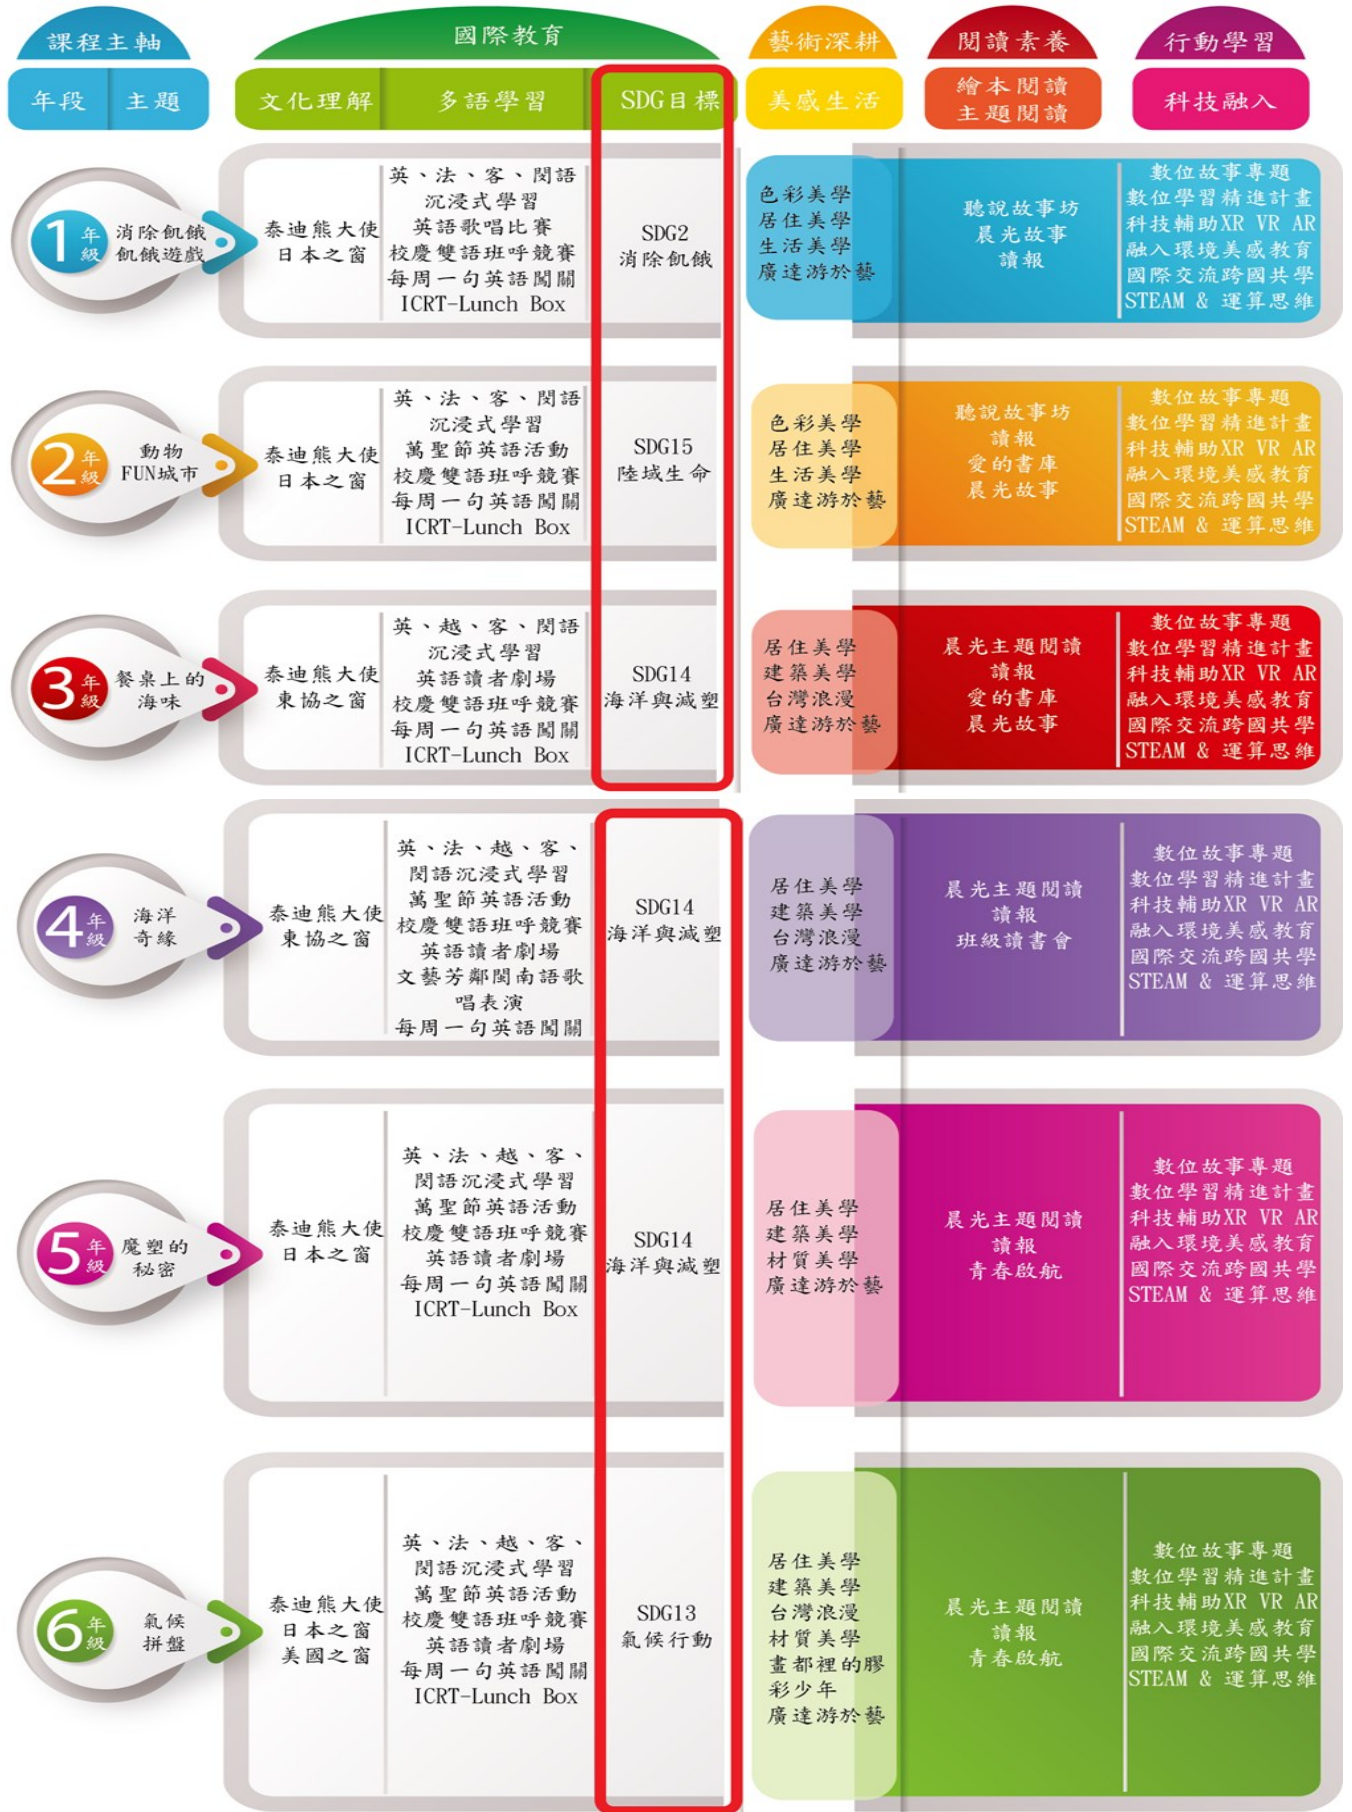 課程主軸
國際教育
藝術深耕
閱讀素養
行動學習
年段
主題
文化理解
多語學習
SDG目標
美感生活
繪本閱讀
主題閱讀
科技融入
1年級
消除飢餓
飢餓遊戲
泰迪熊大使
日本之窗
英、法、客、閩語
沉浸式學習
英語歌唱比賽
校慶雙語班呼競賽
每周一句英語闖關
ICRT-Lunch Box
SDG2
消除飢餓
色彩美學
居住美學
生活美學
廣達游於藝
聽說故事坊
晨光故事
讀報
數位故事專題
數位學習精進計畫
科技輔助XR VR AR
融入環境美感教育
國際交流跨國共學
STEAM & 運算思維
2年級
動物
FUN城市
泰迪熊大使
日本之窗
英、法、客、閩語
沉浸式學習
萬聖節英語活動
校慶雙語班呼競賽
每周一句英語闖關
ICRT-Lunch Box
SDG15
陸域生命
色彩美學
居住美學
生活美學
廣達游於藝
聽說故事坊
讀報
愛的書庫
晨光故事
數位故事專題
數位學習精進計畫
科技輔助XR VR AR
融入環境美感教育
國際交流跨國共學
STEAM & 運算思維
3年級
餐桌上的
海味
泰迪熊大使
東協之窗
英、越、客、閩語
沉浸式學習
英語讀者劇場
校慶雙語班呼競賽
每周一句英語闖關
ICRT-Lunch Box
SDG14
海洋與減塑
居住美學
建築美學
台灣浪漫
廣達游於藝
晨光主題閱讀
讀報
愛的書庫
晨光故事
數位故事專題
數位學習精進計畫
科技輔助XR VR AR
融入環境美感教育
國際交流跨國共學
STEAM & 運算思維
4年級
海洋
奇緣
泰迪熊大使
東協之窗
英、法、越、客、
閩語沉浸式學習
萬聖節英語活動
校慶雙語班呼競賽
英語讀者劇場
文藝芳鄰閩南語歌
唱表演
每周一句英語闖關
SDG14
海洋與減塑
居住美學
建築美學
台灣浪漫
廣達游於藝
晨光主題閱讀
讀報
班級讀書會
數位故事專題
數位學習精進計畫
科技輔助XR VR AR
融入環境美感教育
國際交流跨國共學
STEAM & 運算思維
5年級
魔塑的
秘密
泰迪熊大使
日本之窗
英、法、越、客、
閩語沉浸式學習
萬聖節英語活動
校慶雙語班呼競賽
英語讀者劇場
每周一句英語闖關
ICRT-Lunch Box
SDG14
海洋與減塑
居住美學
建築美學
材質美學
廣達游於藝
晨光主題閱讀
讀報
青春啟航
數位故事專題
數位學習精進計畫
科技輔助XR VR AR
融入環境美感教育
國際交流跨國共學
STEAM & 運算思維
6年級
氣候
拼盤
泰迪熊大使
日本之窗
美國之窗
英、法、越、客、
閩語沉浸式學習
萬聖節英語活動
校慶雙語班呼競賽
英語讀者劇場
每周一句英語闖關
ICRT-Lunch Box
SDG13
氣候行動
居住美學
建築美學
台灣浪漫
材質美學
畫都裡的膠
彩少年
廣達游於藝
晨光主題閱讀
讀報
青春啟航
數位故事專題
數位學習精進計畫
科技輔助XR VR AR
融入環境美感教育
國際交流跨國共學
STEAM & 運算思維